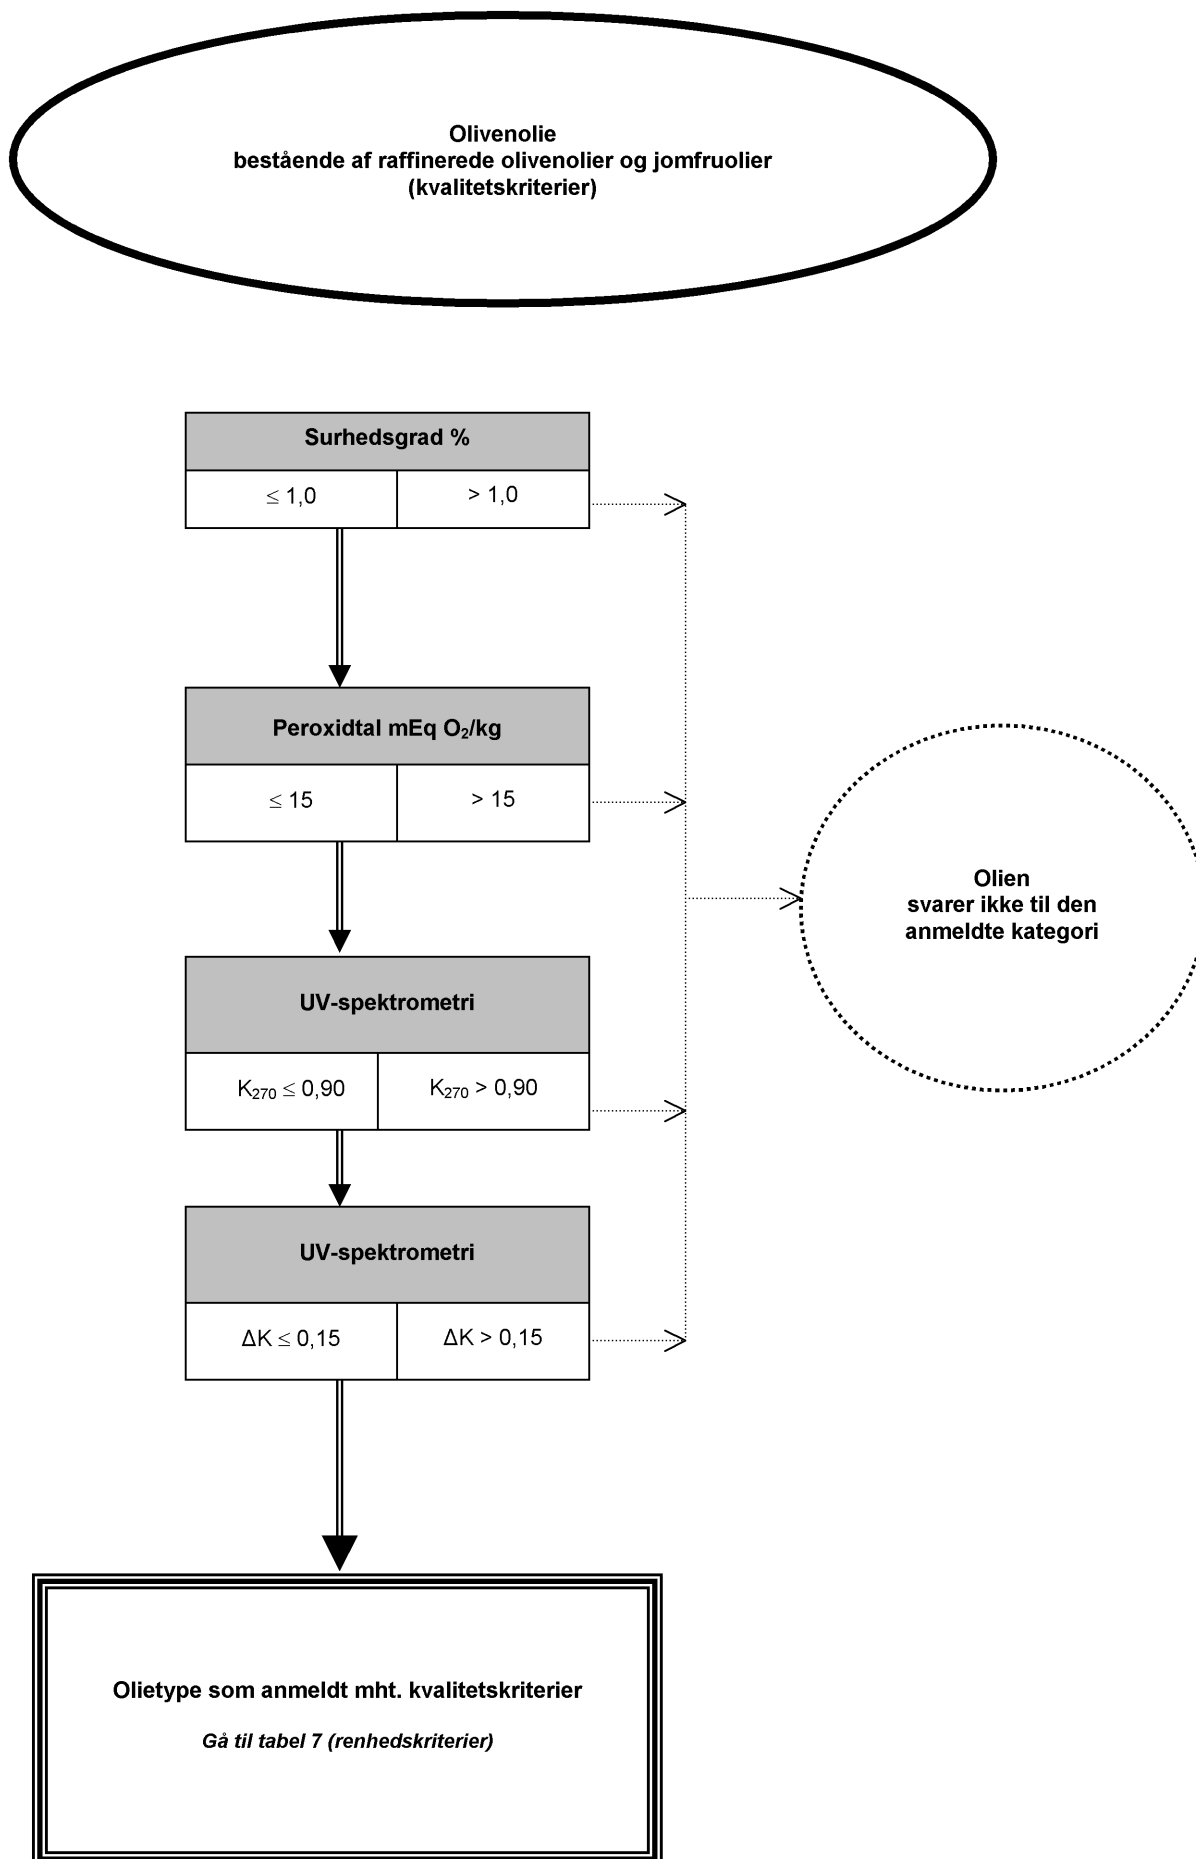 Olivenolie
bestående af raffinerede olivenolier og jomfruolier
(kvalitetskriterier)
Surhedsgrad %
≤ 1,0
> 1,0
Peroxidtal mEq O₂/kg
≤ 15
> 15
Olien
svarer ikke til den
anmeldte kategori
UV-spektrometri
K₂₇₀ ≤ 0,90
K₂₇₀ > 0,90
UV-spektrometri
ΔK ≤ 0,15
ΔK > 0,15
Olietype som anmeldt mht. kvalitetskriterier
Gå til tabel 7 (renhedskriterier)